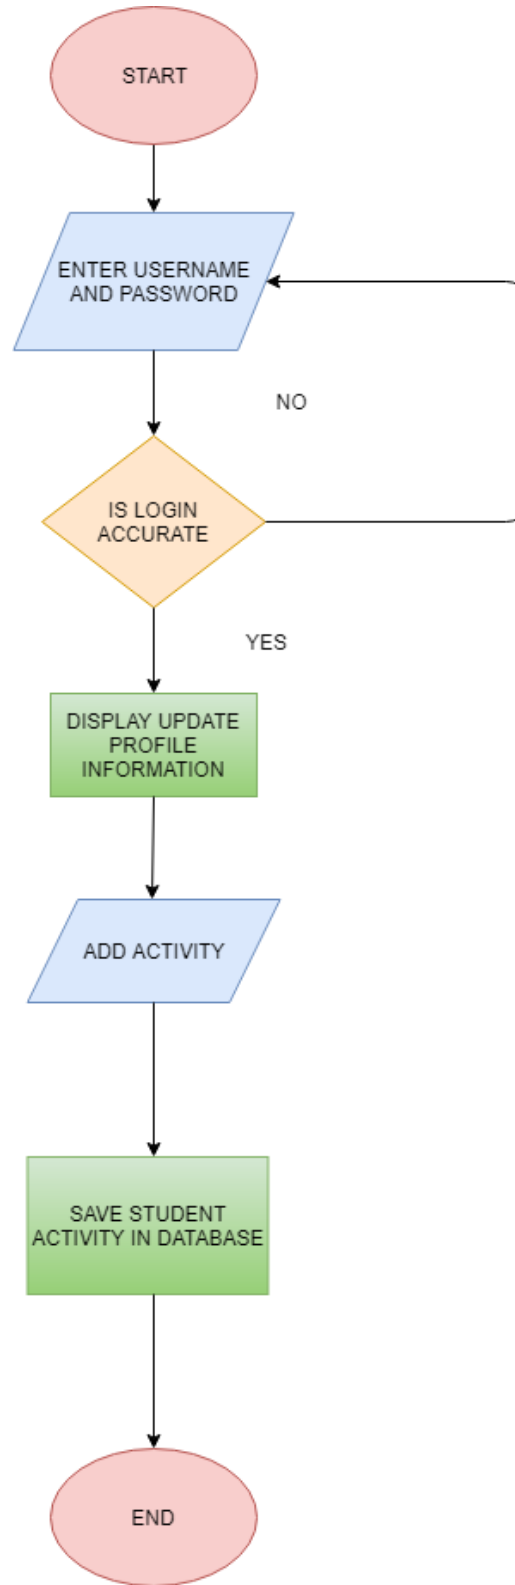 START
ENTER USERNAME
AND PASSWORD
NO
IS LOGIN
ACCURATE
YES
DISPLAY UPDATE
PROFILE
INFORMATION
ADD ACTIVITY
SAVE STUDENT
ACTIVITY IN DATABASE
END